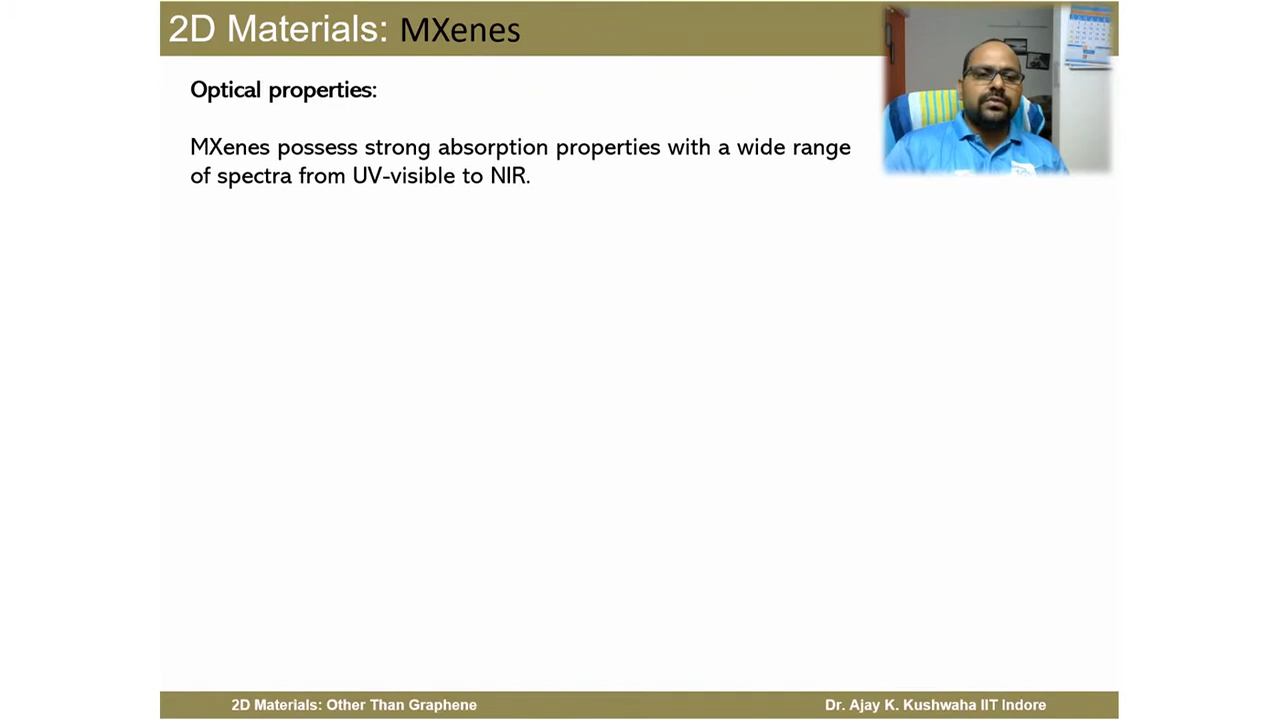 2D Materials: MXenes
Optical properties:
MXenes possess strong absorption properties with a wide range
of spectra from UV-visible to NIR.
2D Materials: Other Than Graphene
Dr. Ajay K. Kushwaha IIT Indore